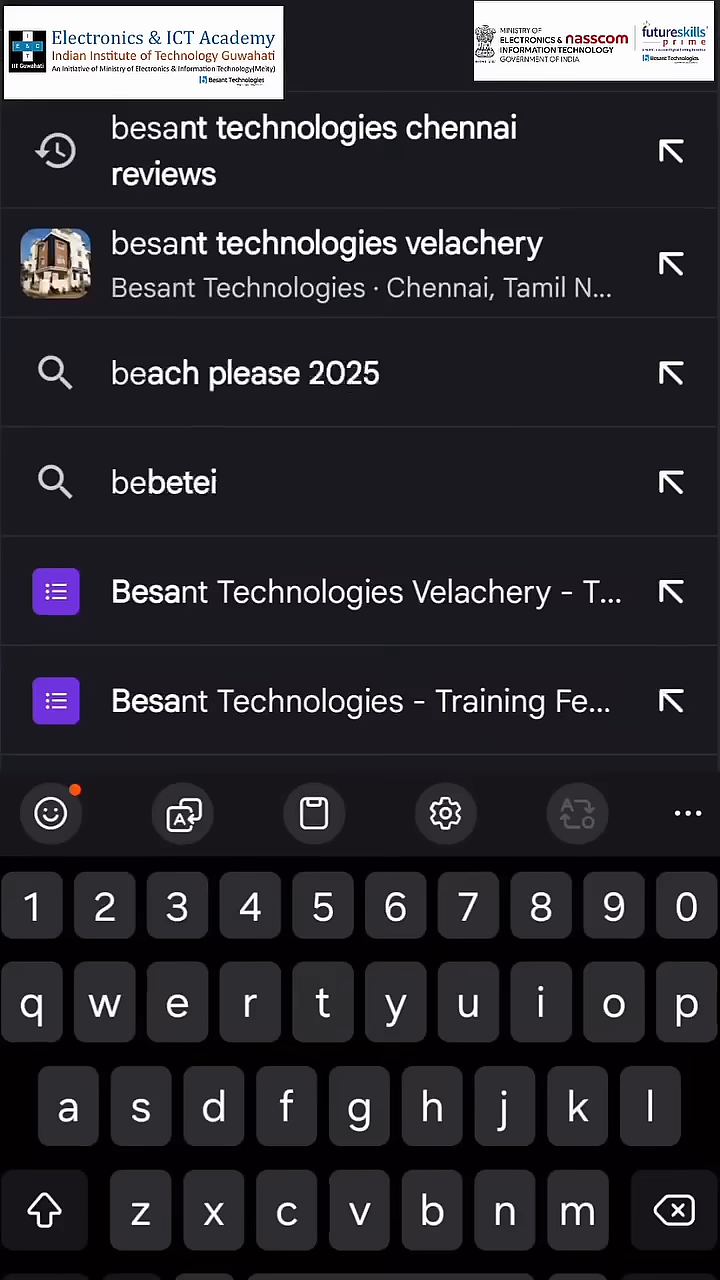 Electronics & ICT Academy
Indian Institute of Technology Guwahati
An Initiative of Ministry of Electronics & Information Technology(Meity)
IIT Guwahati
Besant Technologies
MINISTRY OF
ELECTRONICS &
INFORMATION TECHNOLOGY
GOVERNMENT OF INDIA
nasscom
futureskills
prime
Besant Technologies
besant technologies chennai
reviews
besant technologies velachery
Besant Technologies · Chennai, Tamil N...
beach please 2025
bebetei
Besant Technologies Velachery - T...
Besant Technologies - Training Fe...
1 2 3 4 5 6 7 8 9 0
q w e r t y u i o p
a s d f g h j k l
z x c v b n m